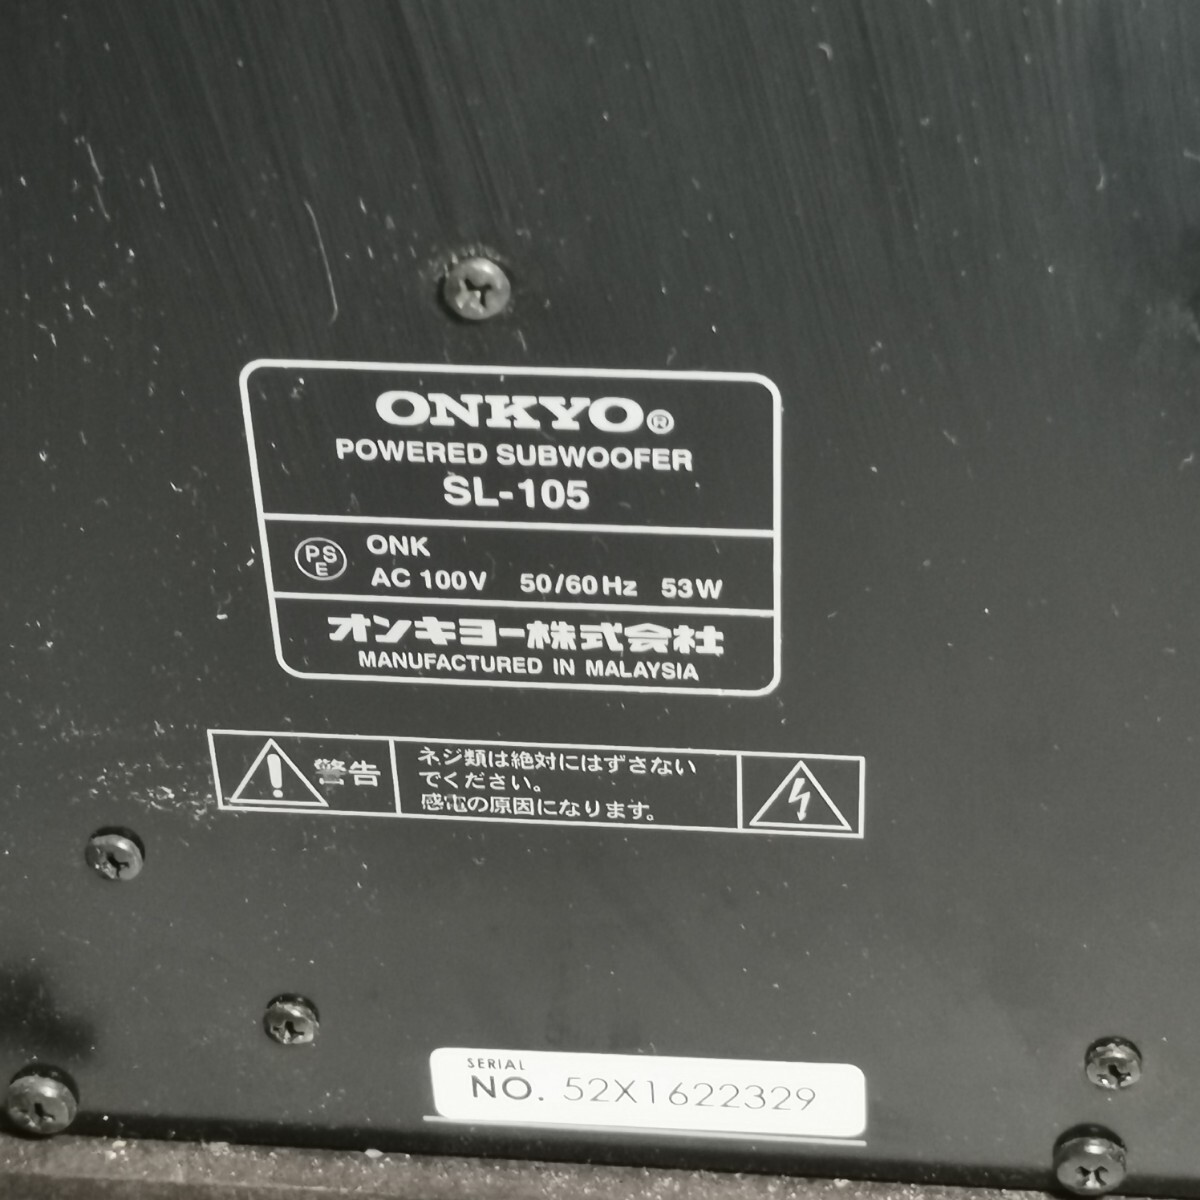 ONKYO®
POWERED SUBWOOFER
SL-105
PS
E
ONK
AC 100V 50/60Hz 53W
オンキヨー株式会社
MANUFACTURED IN MALAYSIA
警告
ネジ類は絶対にはずさない
でください。
感電の原因になります。
SERIAL
NO. 52X1622329